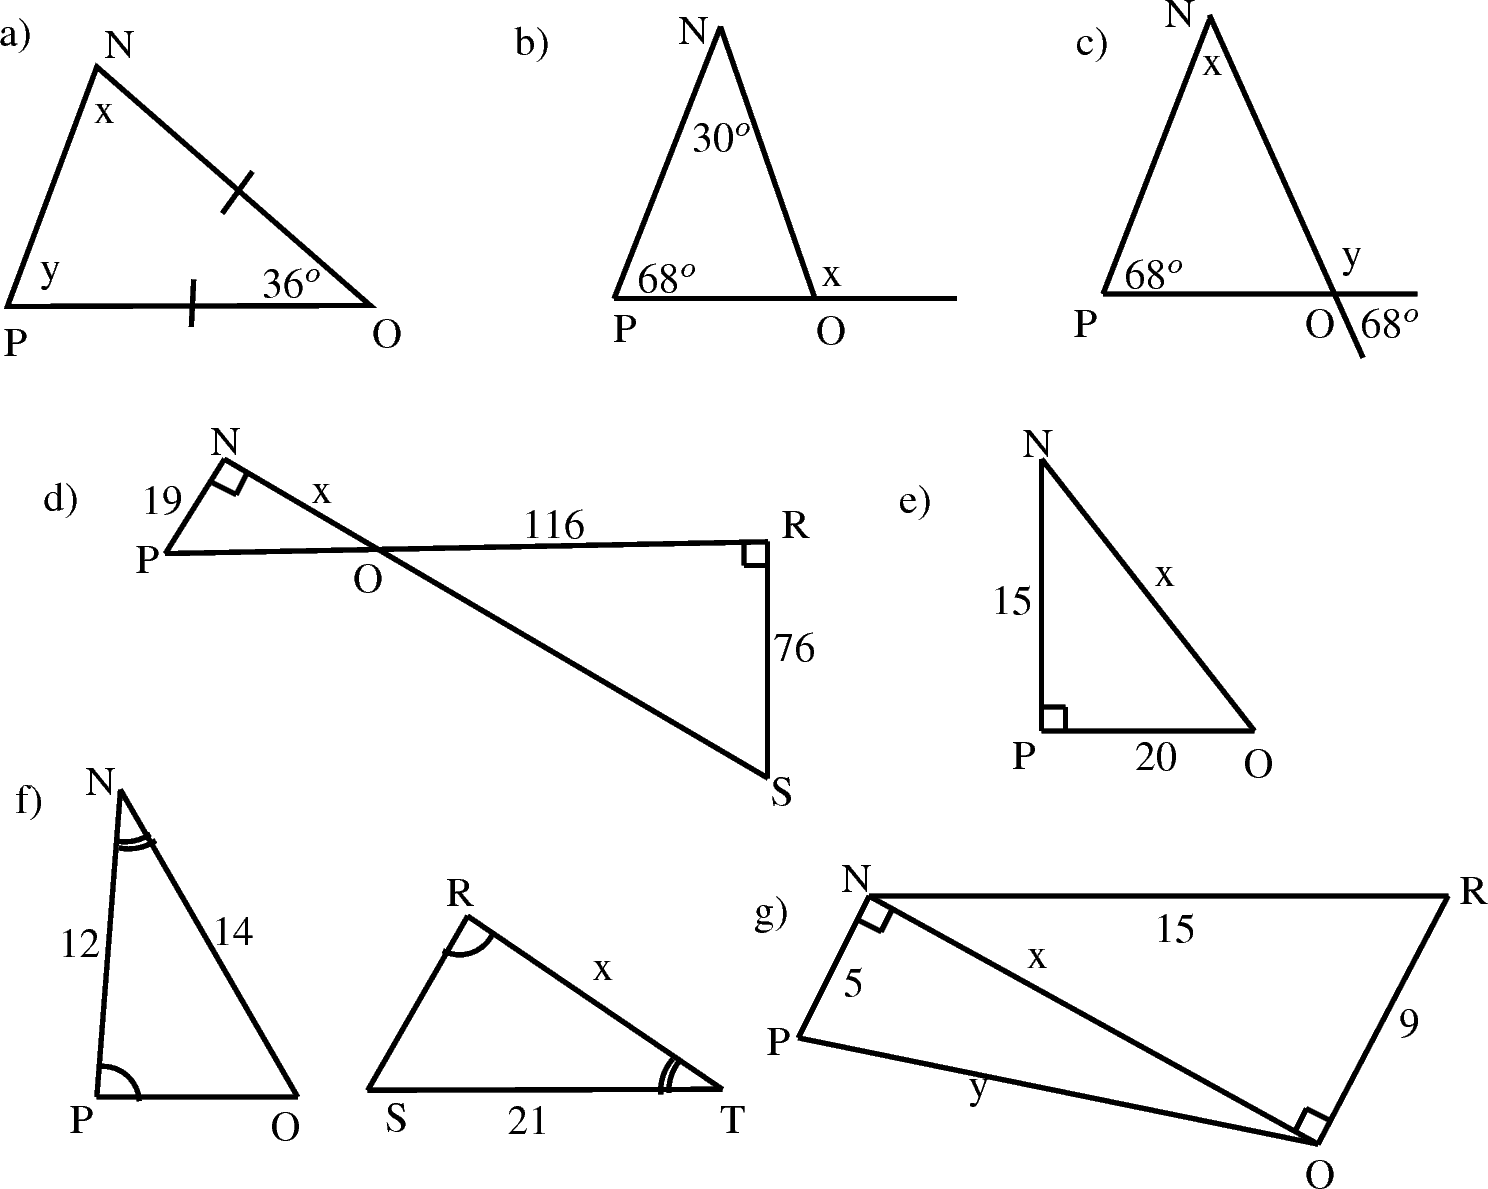 a) N x y 36° P O
b) N 30° 68° x P O
c) N x 68° y P O 68°
d) N 19 x 116 R P O 76 S
e) N 15 x P 20 O
f) N 12 14 P O R x S 21 T
g) N R 15 x 5 9 P y O